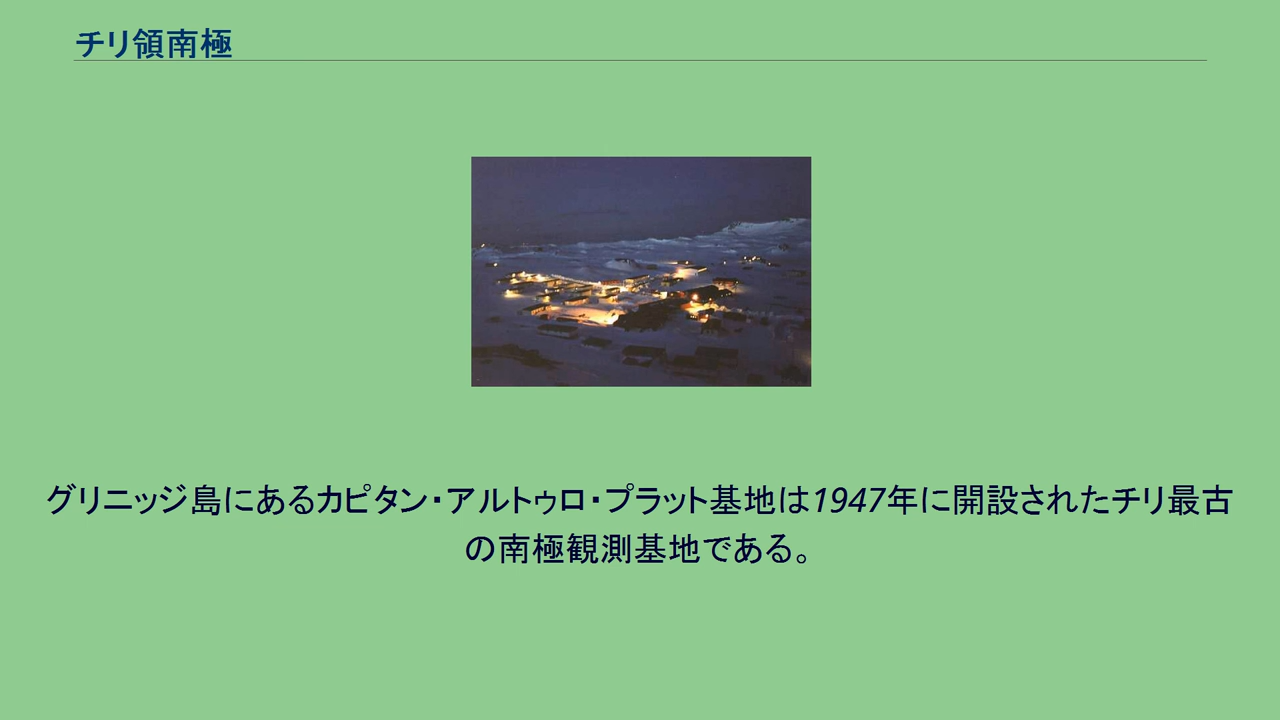 チリ領南極
グリニッジ島にあるカピタン・アルトゥロ・プラット基地は1947年に開設されたチリ最古
の南極観測基地である。